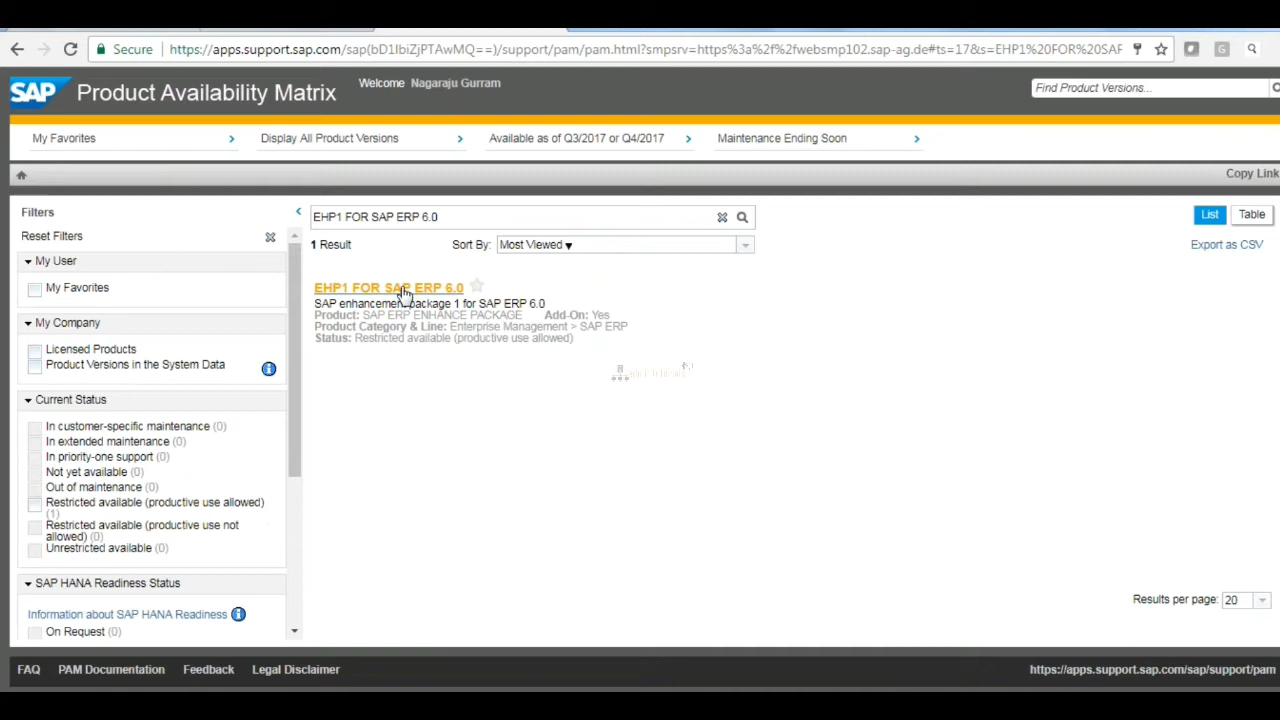 Secure https://apps.support.sap.com/sap(bD1lbiZjPTAwMQ==)/support/pam/pam.html?smpsrv=https%3a%2f%2fwebsmp102.sap-ag.de#ts=17&s=EHP1%20FOR%20SAF
SAP Product Availability Matrix Welcome Nagaraju Gurram Find Product Versions...
My Favorites Display All Product Versions Available as of Q3/2017 or Q4/2017 Maintenance Ending Soon
Copy Link
Filters
Reset Filters
My User
My Favorites
My Company
Licensed Products
Product Versions in the System Data
Current Status
In customer-specific maintenance (0)
In extended maintenance (0)
In priority-one support (0)
Not yet available (0)
Out of maintenance (0)
Restricted available (productive use allowed)
(1)
Restricted available (productive use not
allowed) (0)
Unrestricted available (0)
SAP HANA Readiness Status
Information about SAP HANA Readiness
On Request (0)
EHP1 FOR SAP ERP 6.0
List Table
1 Result Sort By: Most Viewed
Export as CSV
EHP1 FOR SAP ERP 6.0
SAP enhancement package 1 for SAP ERP 6.0
Product: SAP ERP ENHANCE PACKAGE Add-On: Yes
Product Category & Line: Enterprise Management > SAP ERP
Status: Restricted available (productive use allowed)
Results per page: 20
FAQ PAM Documentation Feedback Legal Disclaimer https://apps.support.sap.com/sap/support/pam